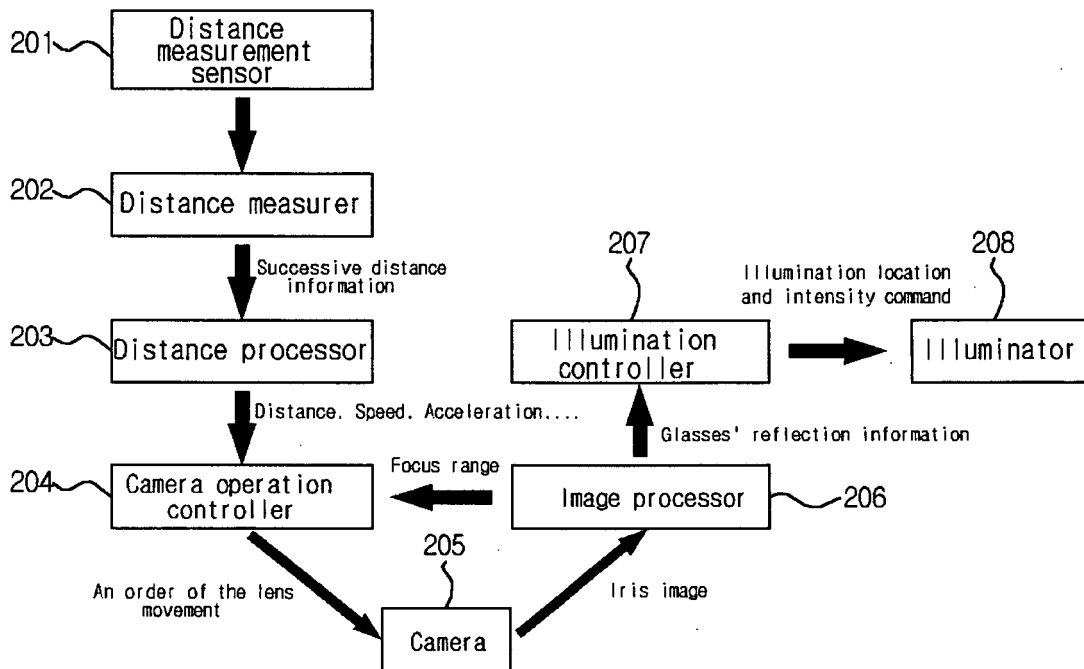 201
Distance
measurement
sensor
202
Distance measurer
Successive distance
information
203
Distance processor
Distance. Speed. Acceleration....
204
Camera operation
controller
An order of the lens
movement
205
Camera
Iris image
Focus range
Image processor
206
Glasses' reflection information
207
Illumination
controller
Illumination location
and intensity command
208
Illuminator